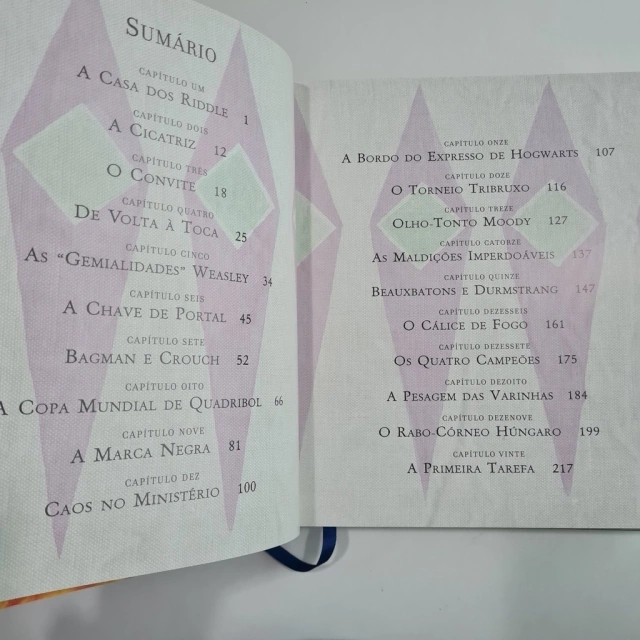 SUMÁRIO
CAPÍTULO UM
A CASA DOS RIDDLE 1
CAPÍTULO DOIS
A CICATRIZ 12
CAPÍTULO TRÊS
O CONVITE 18
CAPÍTULO QUATRO
DE VOLTA À TOCA 25
CAPÍTULO CINCO
AS “GEMIALIDADES” WEASLEY 34
CAPÍTULO SEIS
A CHAVE DE PORTAL 45
CAPÍTULO SETE
BAGMAN E CROUCH 52
CAPÍTULO OITO
A COPA MUNDIAL DE QUADRIBOL 66
CAPÍTULO NOVE
A MARCA NEGRA 81
CAPÍTULO DEZ
CAOS NO MINISTÉRIO 100
CAPÍTULO ONZE
A BORDO DO EXPRESSO DE HOGWARTS 107
CAPÍTULO DOZE
O TORNEIO TRIBRUXO 116
CAPÍTULO TREZE
OLHO-TONTO MOODY 127
CAPÍTULO CATORZE
AS MALDIÇÕES IMPERDOÁVEIS 137
CAPÍTULO QUINZE
BEAUXBATONS E DURMSTRANG 147
CAPÍTULO DEZESSEIS
O CÁLICE DE FOGO 161
CAPÍTULO DEZESSETE
OS QUATRO CAMPEÕES 175
CAPÍTULO DEZOITO
A PESAGEM DAS VARINHAS 184
CAPÍTULO DEZENOVE
O RABO-CÓRNEO HÚNGARO 199
CAPÍTULO VINTE
A PRIMEIRA TAREFA 217